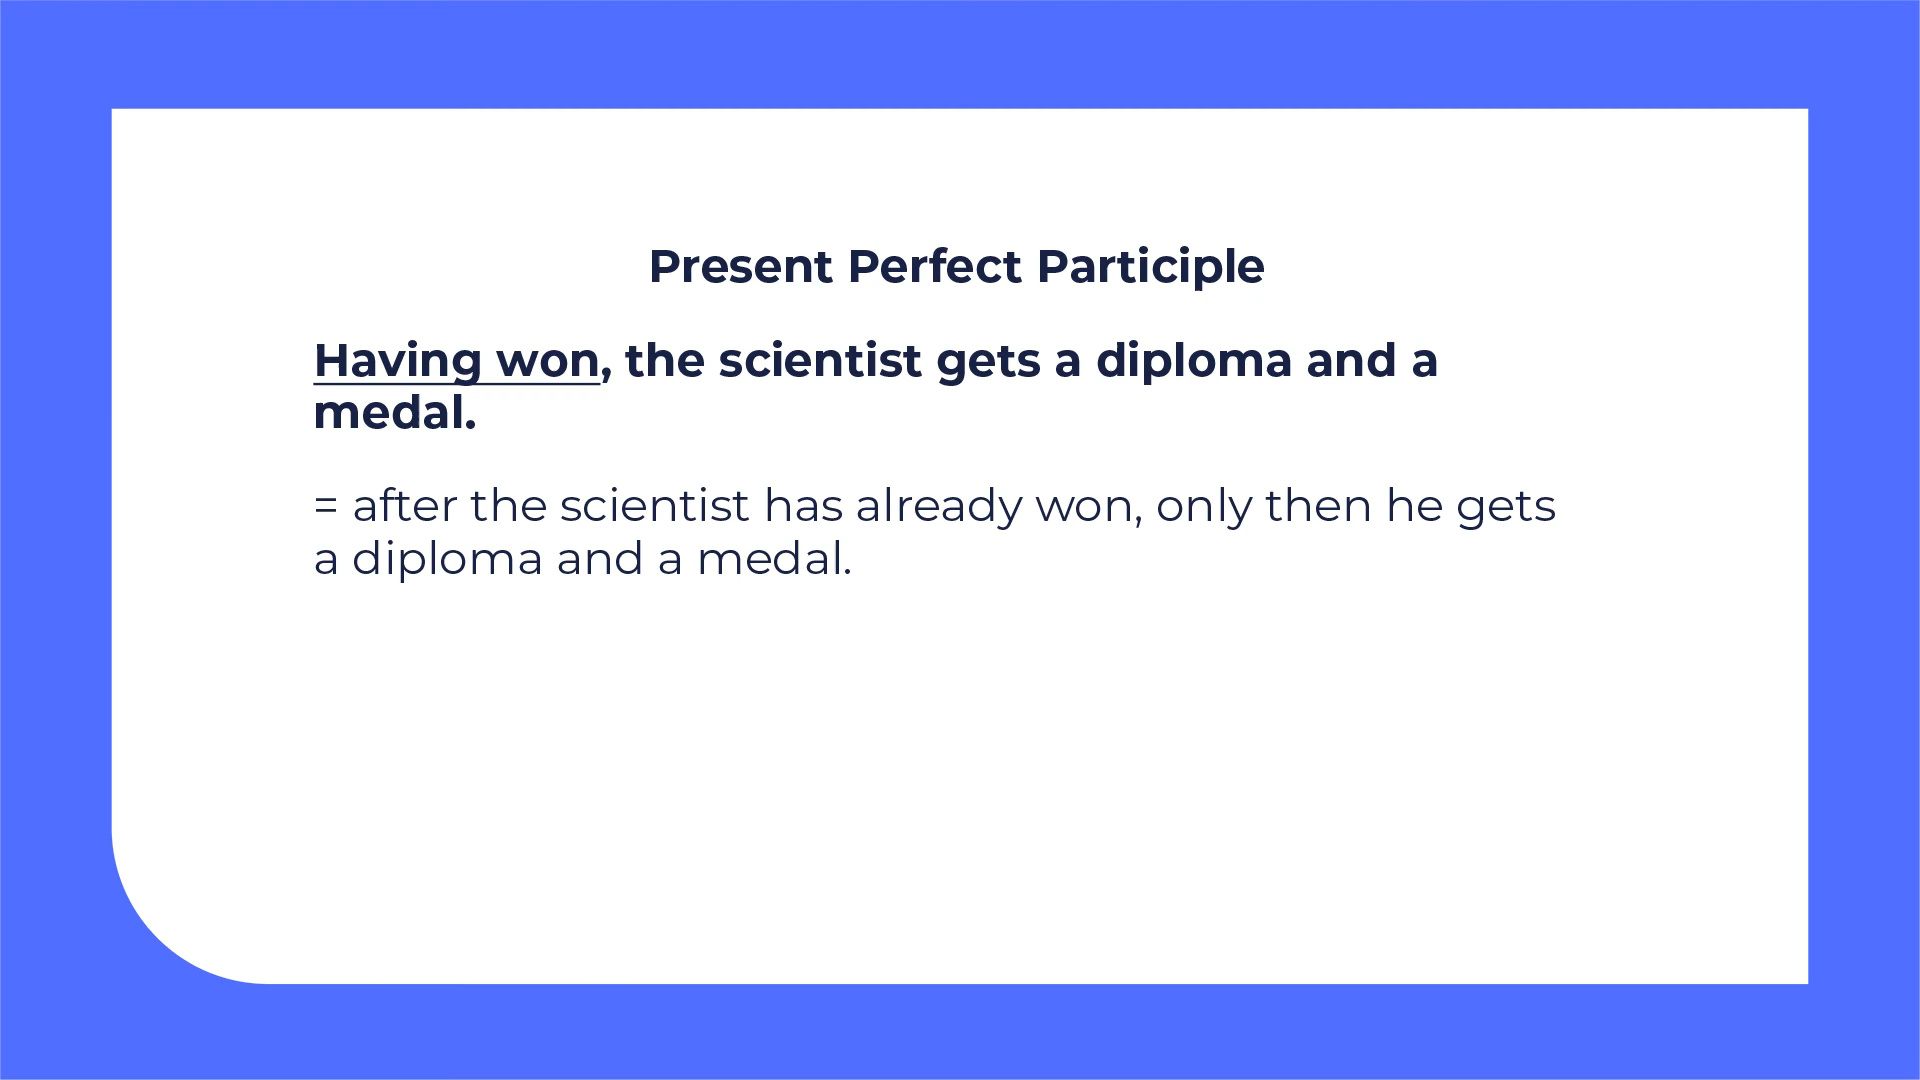 Present Perfect Participle
Having won, the scientist gets a diploma and a
medal.
= after the scientist has already won, only then he gets
a diploma and a medal.